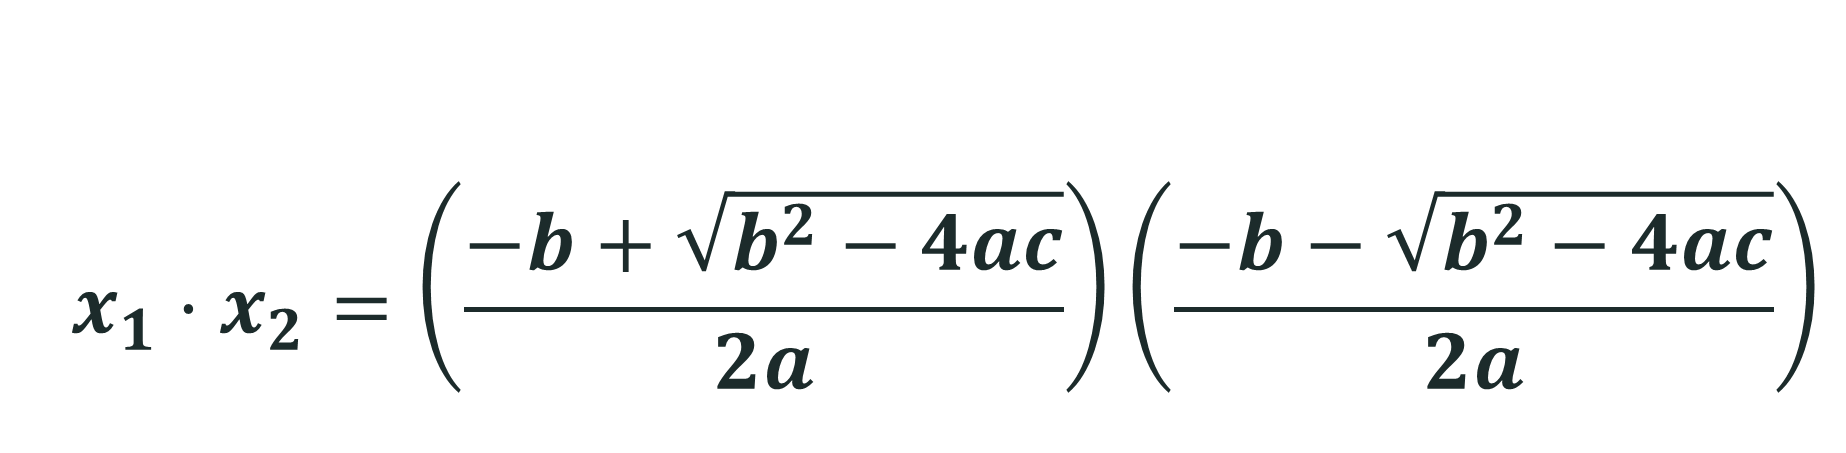 x₁ · x₂ = ((−b + √(b² − 4ac)) / 2a) ((−b − √(b² − 4ac)) / 2a)